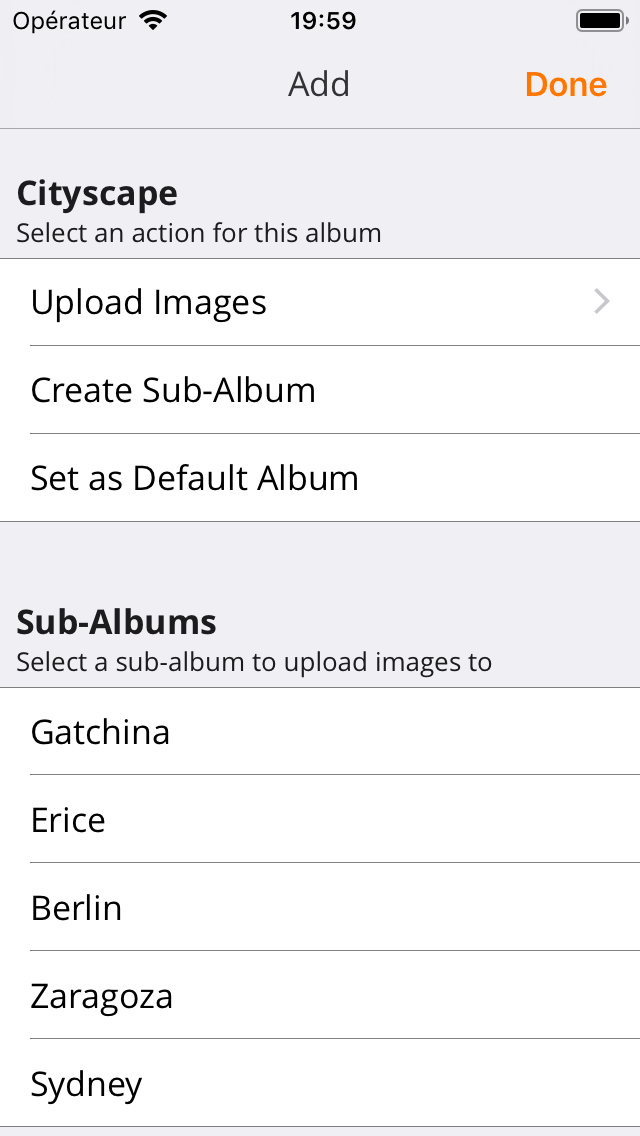 Opérateur 19:59
Add Done
Cityscape
Select an action for this album
Upload Images
Create Sub-Album
Set as Default Album
Sub-Albums
Select a sub-album to upload images to
Gatchina
Erice
Berlin
Zaragoza
Sydney